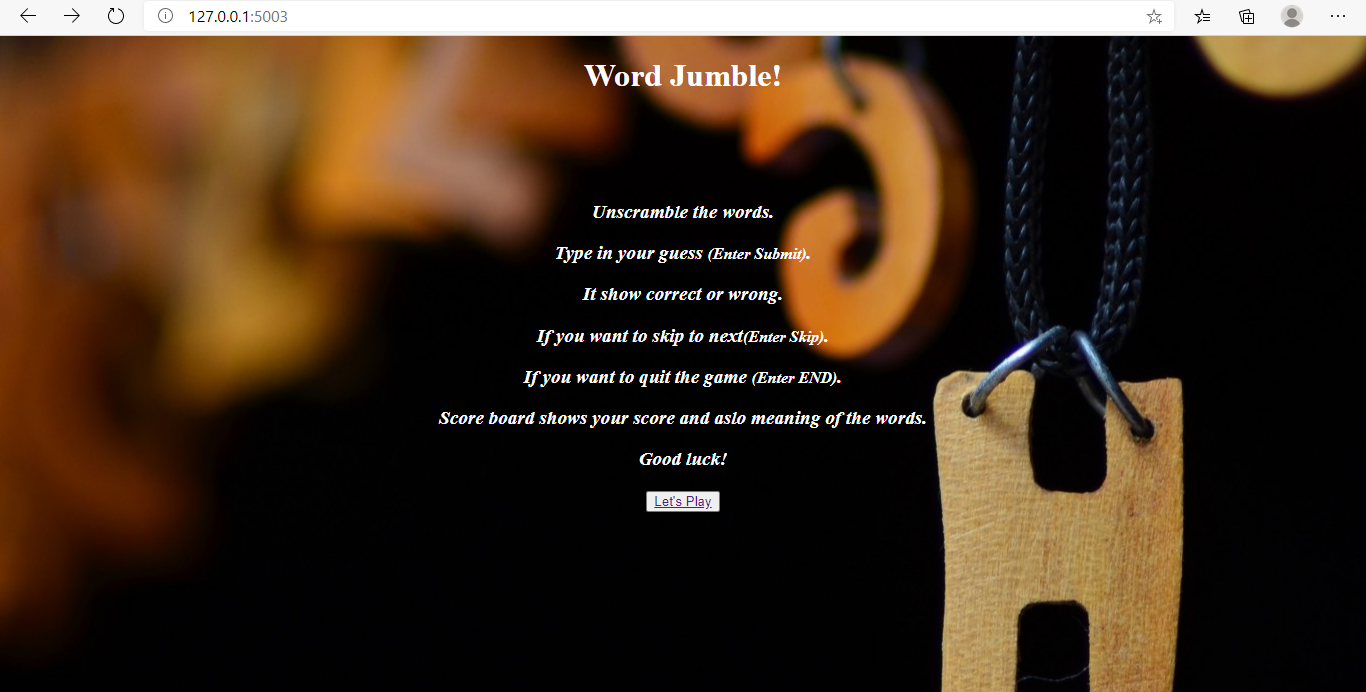 127.0.0.1:5003
Word Jumble!
Unscramble the words.
Type in your guess (Enter Submit).
It show correct or wrong.
If you want to skip to next(Enter Skip).
If you want to quit the game (Enter END).
Score board shows your score and aslo meaning of the words.
Good luck!
Let's Play